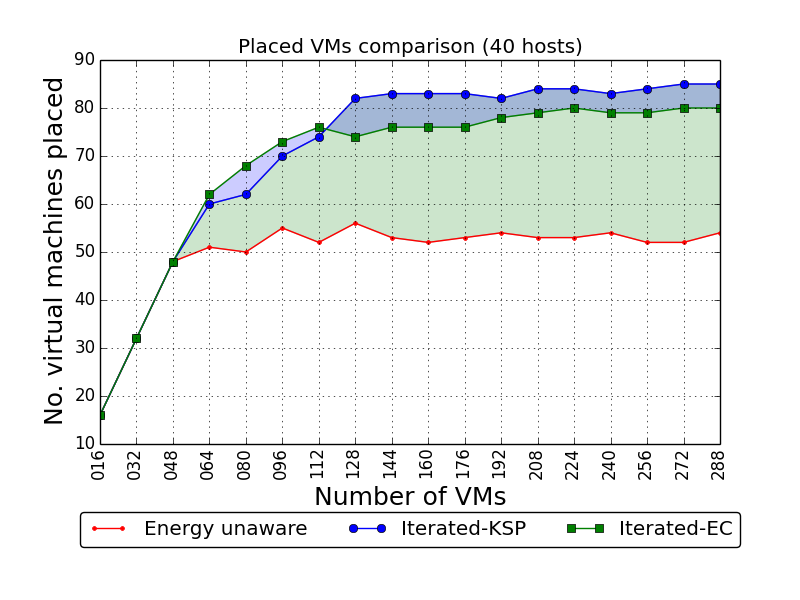 Placed VMs comparison (40 hosts)
No. virtual machines placed
90
80
70
60
50
40
30
20
10
016 032 048 064 080 096 112 128 144 160 176 192 208 224 240 256 272 288
Number of VMs
Energy unaware Iterated-KSP Iterated-EC